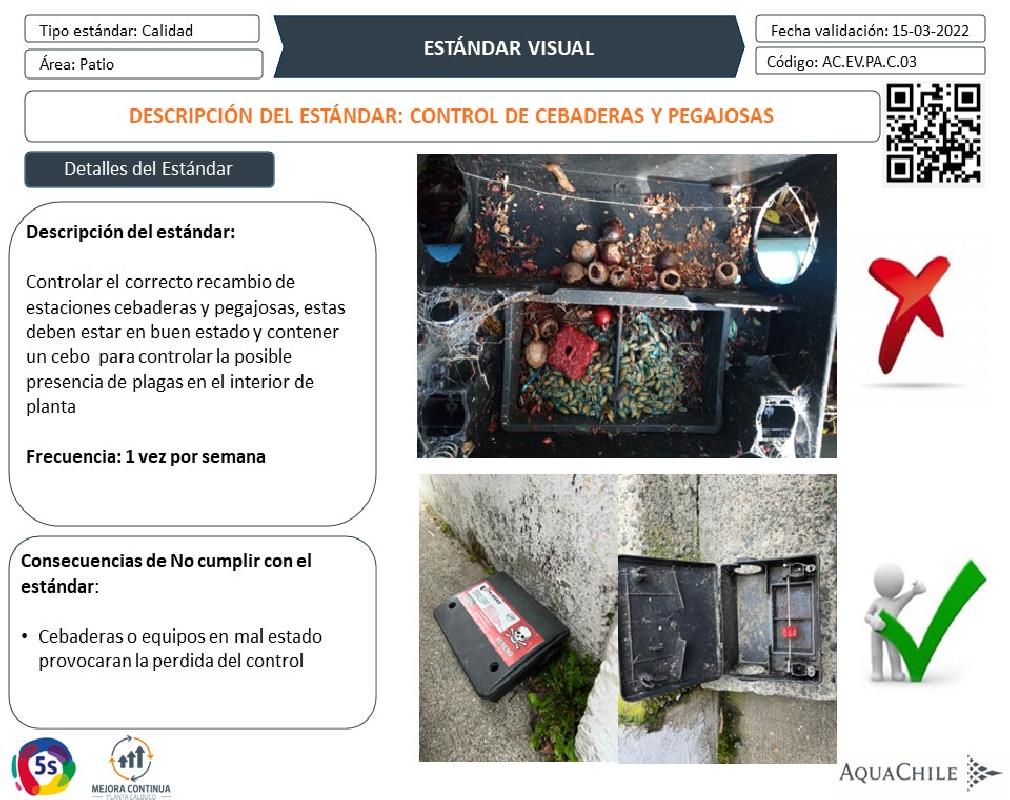 Tipo estándar: Calidad
Área: Patio
ESTÁNDAR VISUAL
Fecha validación: 15-03-2022
Código: AC.EV.PA.C.03
DESCRIPCIÓN DEL ESTÁNDAR: CONTROL DE CEBADERAS Y PEGAJOSAS
Detalles del Estándar
Descripción del estándar:
Controlar el correcto recambio de
estaciones cebaderas y pegajosas, estas
deben estar en buen estado y contener
un cebo para controlar la posible
presencia de plagas en el interior de
planta
Frecuencia: 1 vez por semana
Consecuencias de No cumplir con el
estándar:
• Cebaderas o equipos en mal estado
provocaran la perdida del control
VENENO
5s
MEJORA CONTINUA
PLANTA CALBUCO
AQUACHILE